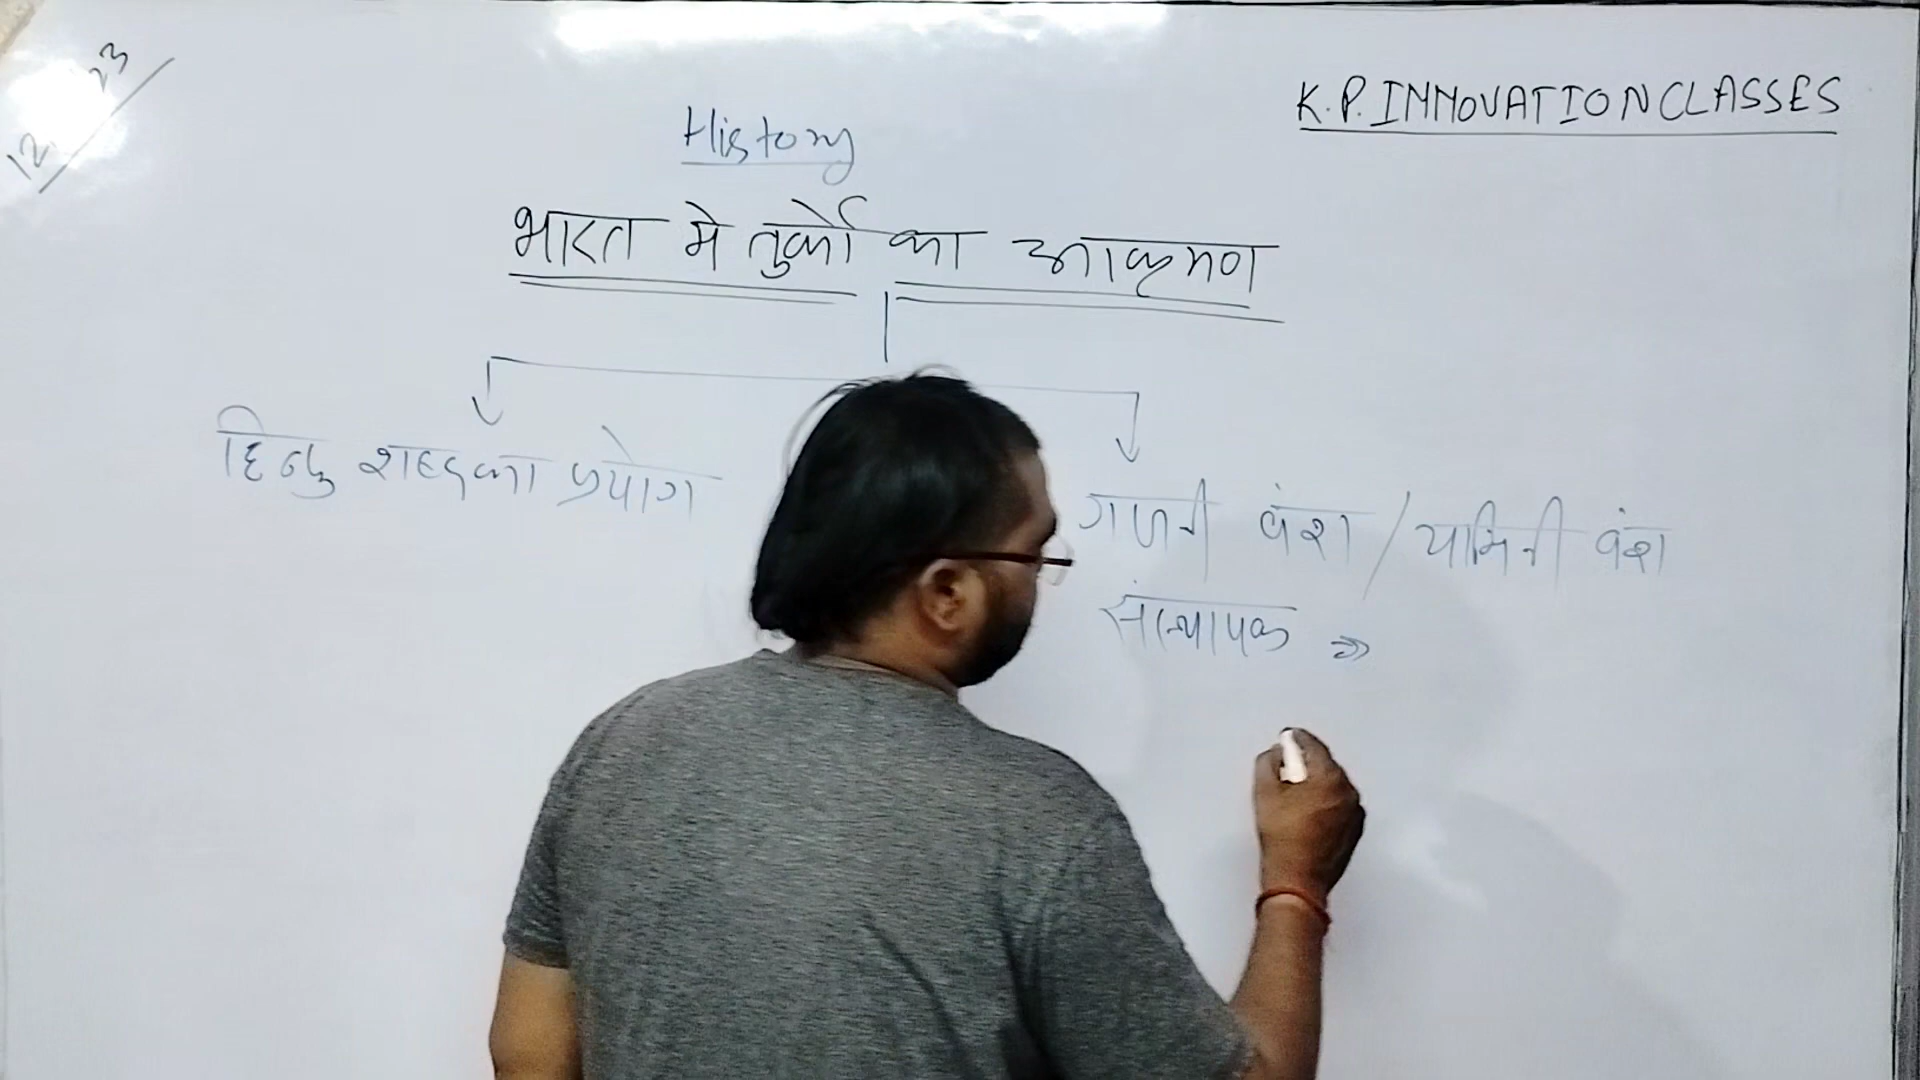 12 23
K.P. INNOVATION CLASSES
History
भारत मे तुर्को का आक्रमण
हिन्दु शब्द का प्रयोग
गजनी वंश / यामिनी वंश
संस्थापक